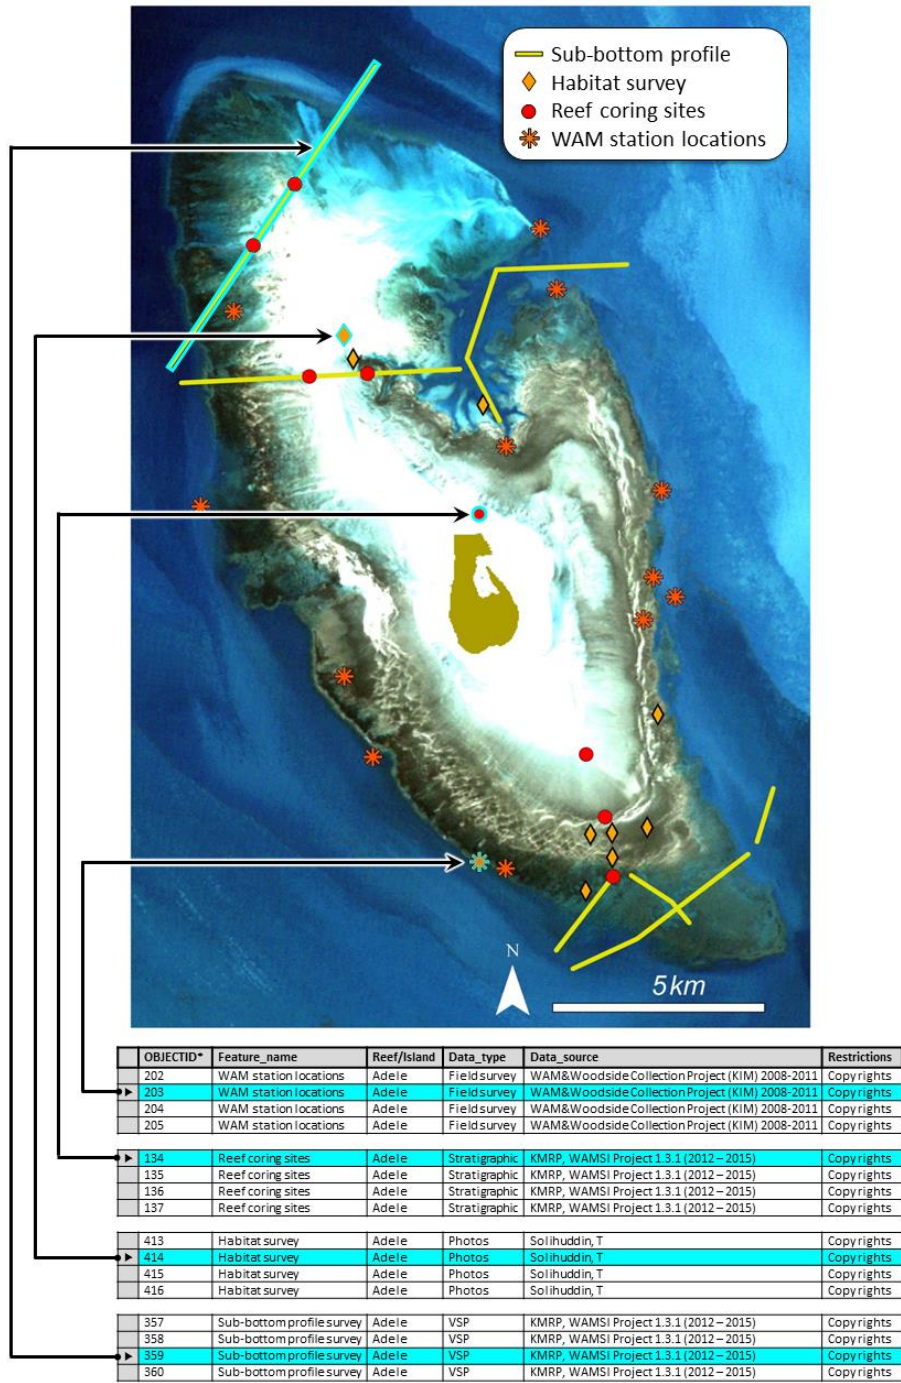 Sub-bottom profile
Habitat survey
Reef coring sites
WAM station locations
N
5km
OBJECTID* Feature_name Reef/Island Data_type Data_source Restrictions
202 WAM station locations Adele Field survey WAM&Woodside Collection Project (KIM) 2008-2011 Copyrights
203 WAM station locations Adele Field survey WAM&Woodside Collection Project (KIM) 2008-2011 Copyrights
204 WAM station locations Adele Field survey WAM&Woodside Collection Project (KIM) 2008-2011 Copyrights
205 WAM station locations Adele Field survey WAM&Woodside Collection Project (KIM) 2008-2011 Copyrights
134 Reef coring sites Adele Stratigraphic KMRP, WAMSI Project 1.3.1 (2012 – 2015) Copyrights
135 Reef coring sites Adele Stratigraphic KMRP, WAMSI Project 1.3.1 (2012 – 2015) Copyrights
136 Reef coring sites Adele Stratigraphic KMRP, WAMSI Project 1.3.1 (2012 – 2015) Copyrights
137 Reef coring sites Adele Stratigraphic KMRP, WAMSI Project 1.3.1 (2012 – 2015) Copyrights
413 Habitat survey Adele Photos Solihuddin, T Copyrights
414 Habitat survey Adele Photos Solihuddin, T Copyrights
415 Habitat survey Adele Photos Solihuddin, T Copyrights
416 Habitat survey Adele Photos Solihuddin, T Copyrights
357 Sub-bottom profile survey Adele VSP KMRP, WAMSI Project 1.3.1 (2012 – 2015) Copyrights
358 Sub-bottom profile survey Adele VSP KMRP, WAMSI Project 1.3.1 (2012 – 2015) Copyrights
359 Sub-bottom profile survey Adele VSP KMRP, WAMSI Project 1.3.1 (2012 – 2015) Copyrights
360 Sub-bottom profile survey Adele VSP KMRP, WAMSI Project 1.3.1 (2012 – 2015) Copyrights